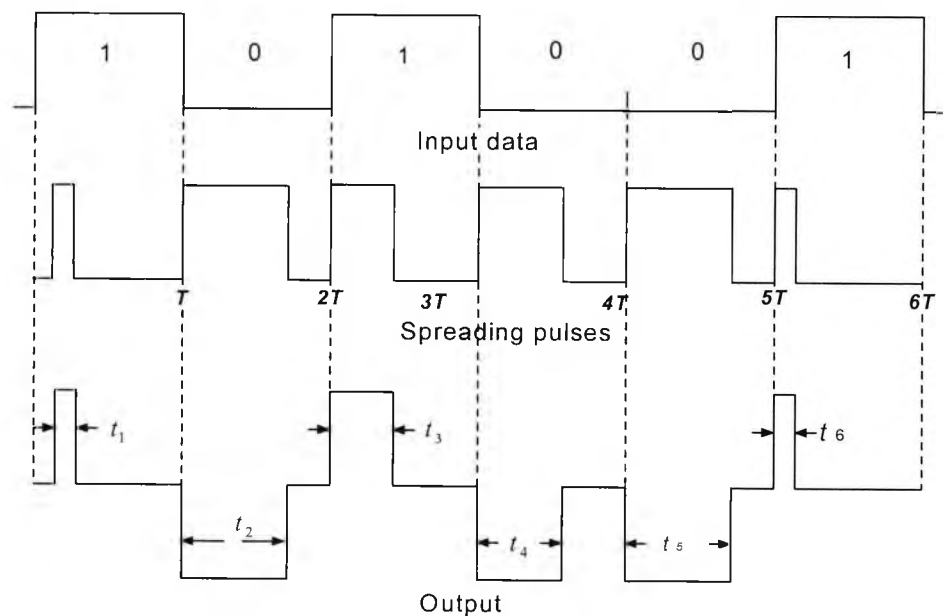 1 0 1 0 0 1
Input data
T 2T 3T 4T 5T 6T
Spreading pulses
t1 t3 t6
t2 t4 t5
Output